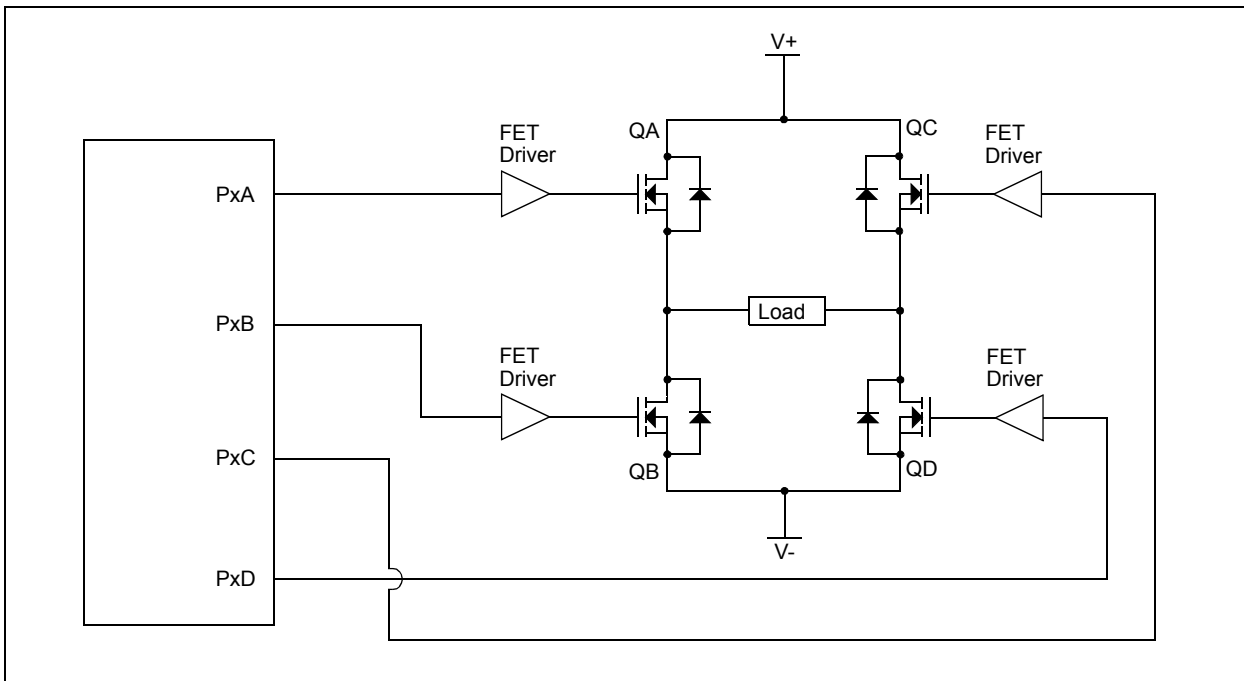 V+
QA
QC
FET
Driver
FET
Driver
PxA
PxB
Load
FET
Driver
FET
Driver
PxC
QB
QD
V-
PxD